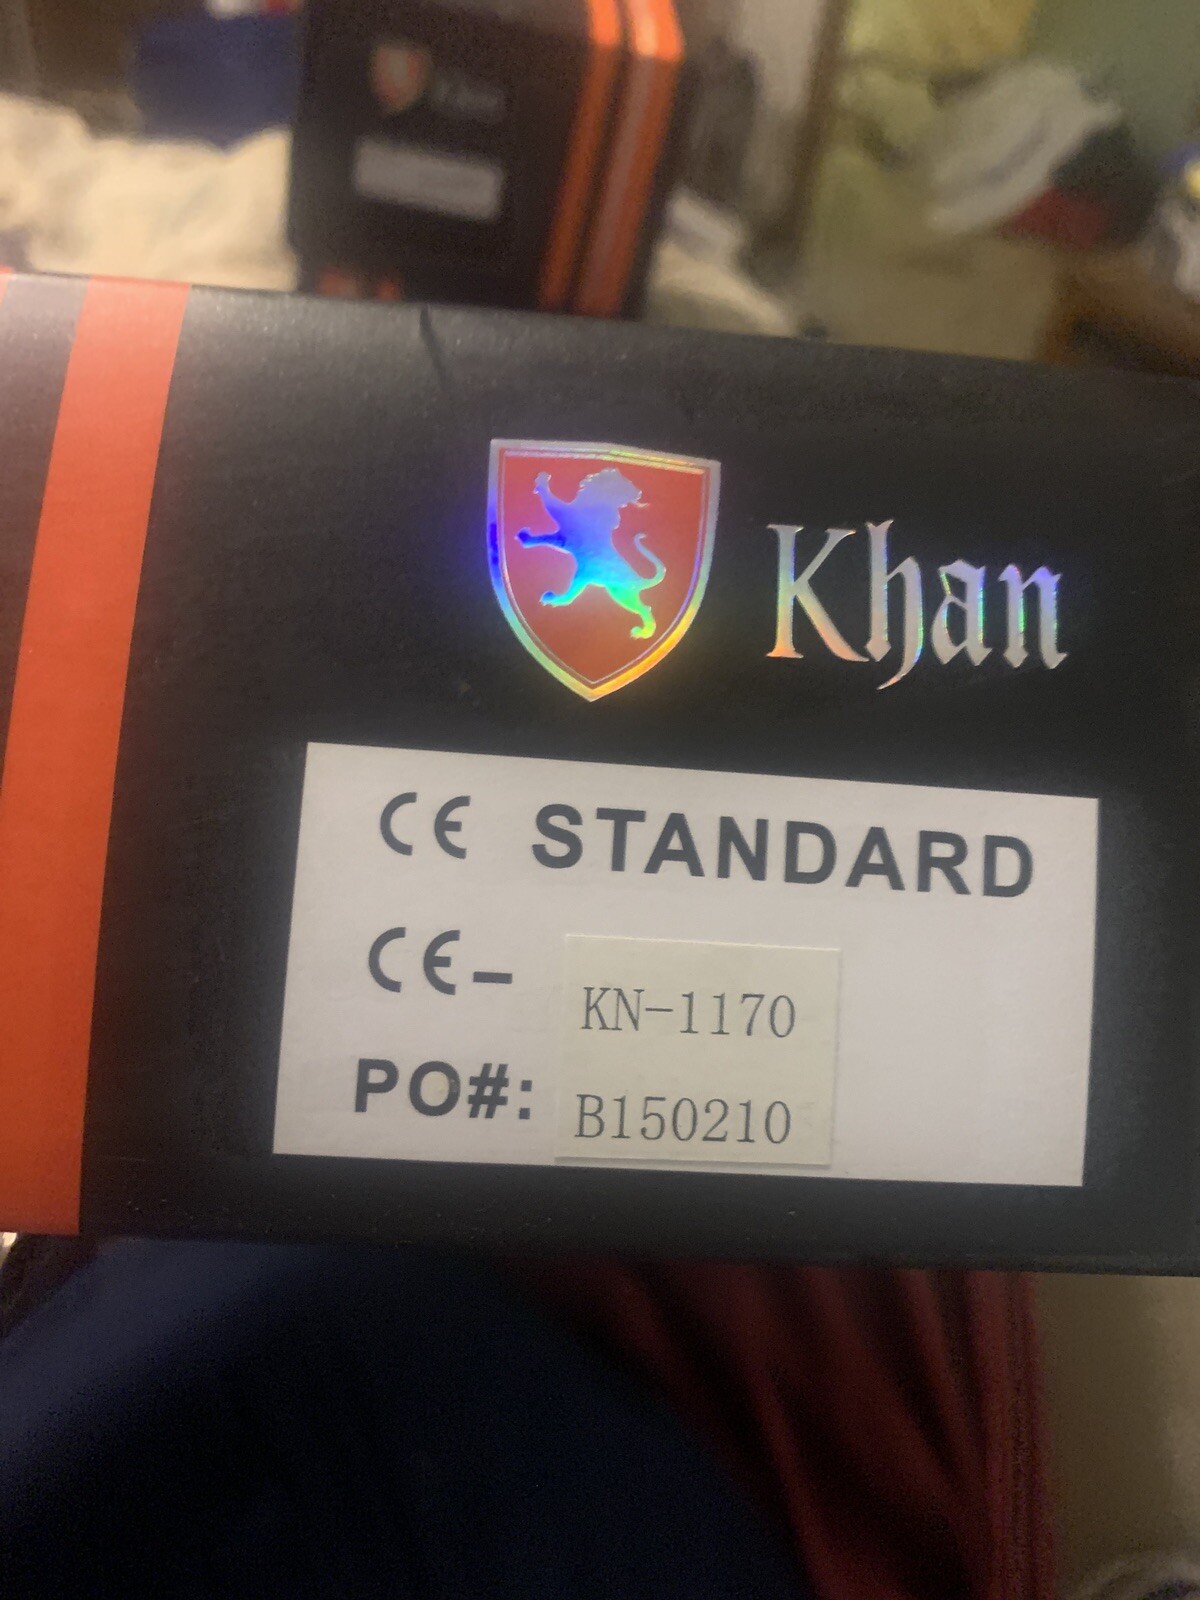 Khan
CE STANDARD
CE- KN-1170
PO#: B150210